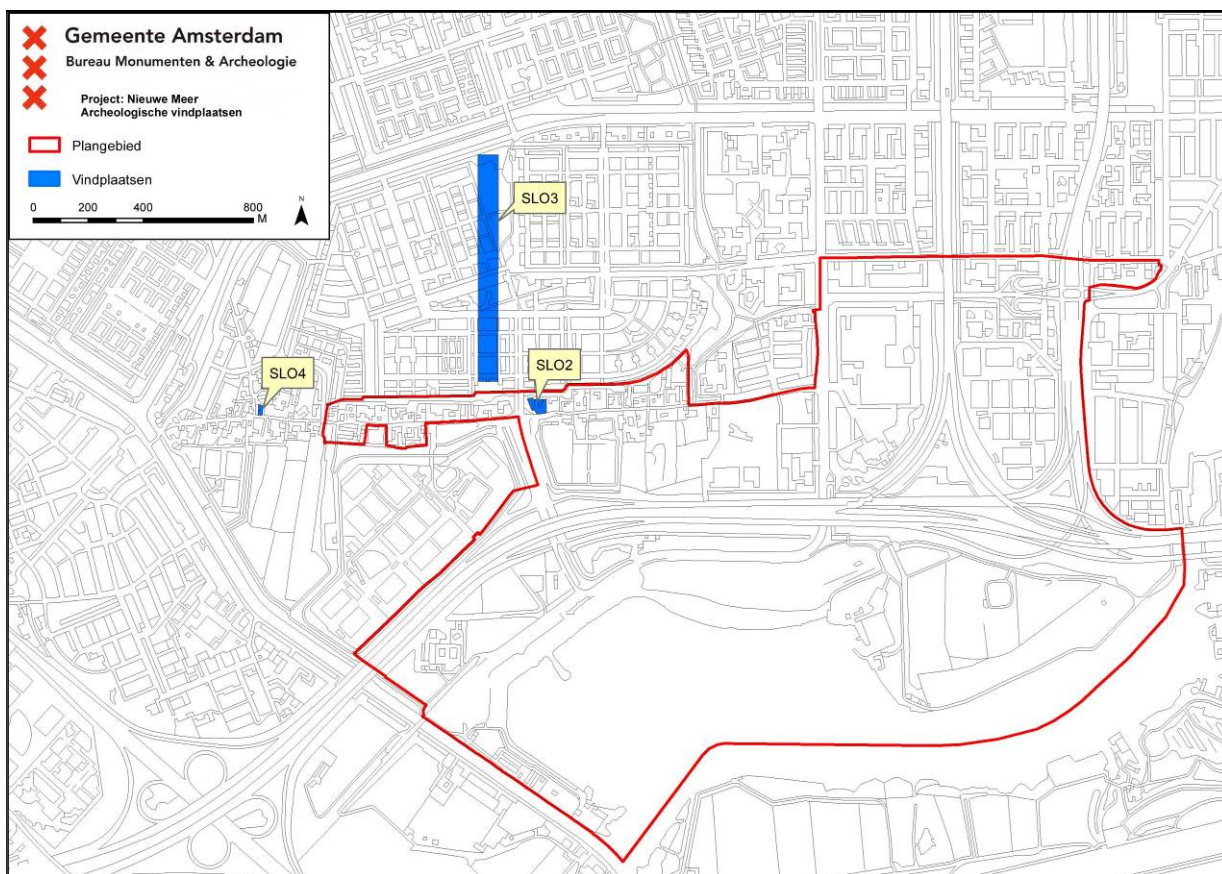 Gemeente Amsterdam
Bureau Monumenten & Archeologie
Project: Nieuwe Meer
Archeologische vindplaatsen
Plangebied
Vindplaatsen
0 200 400 800
M
N
SLO3
SLO4
SLO2